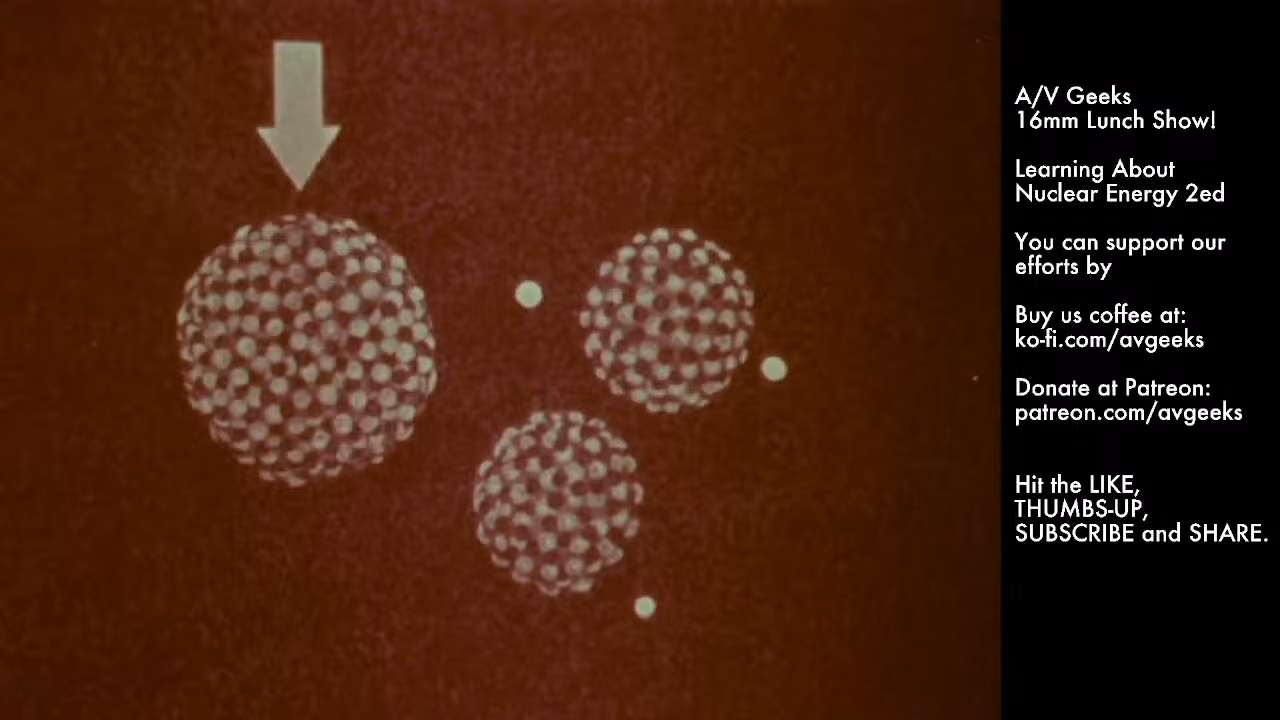 A/V Geeks
16mm Lunch Show!
Learning About
Nuclear Energy 2ed
You can support our
efforts by
Buy us coffee at:
ko-fi.com/avgeeks
Donate at Patreon:
patreon.com/avgeeks
Hit the LIKE,
THUMBS-UP,
SUBSCRIBE and SHARE.